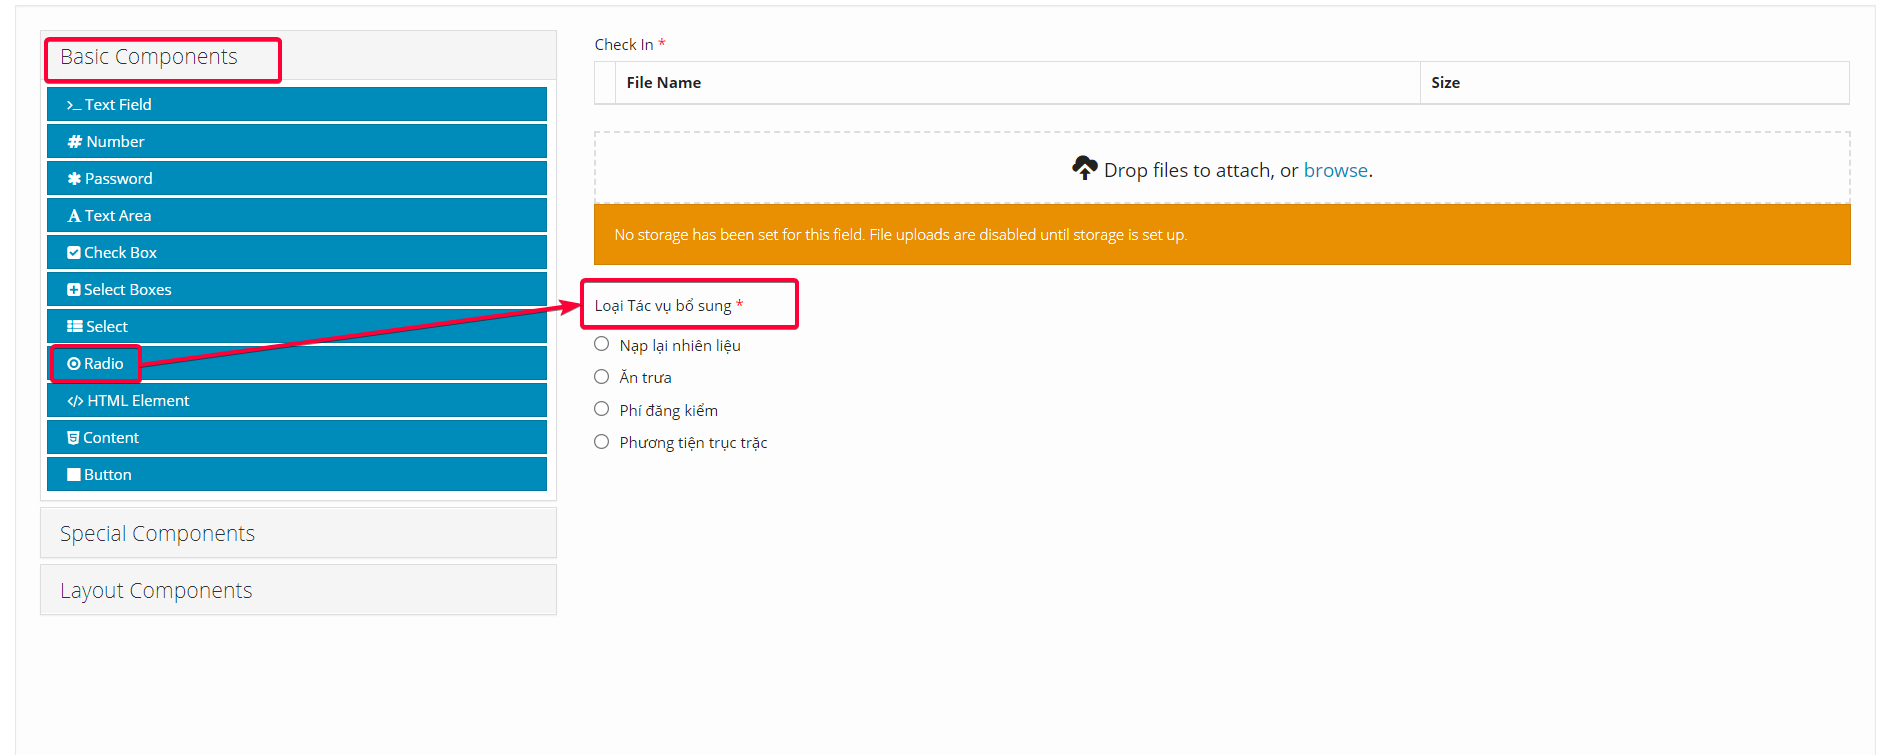 Basic Components
Text Field
Number
Password
Text Area
Check Box
Select Boxes
Select
Radio
HTML Element
Content
Button
Special Components
Layout Components
Check In *
File Name Size
Drop files to attach, or browse.
No storage has been set for this field. File uploads are disabled until storage is set up.
Loại Tác vụ bổ sung *
Nạp lại nhiên liệu
Ăn trưa
Phí đăng kiểm
Phương tiện trục trặc